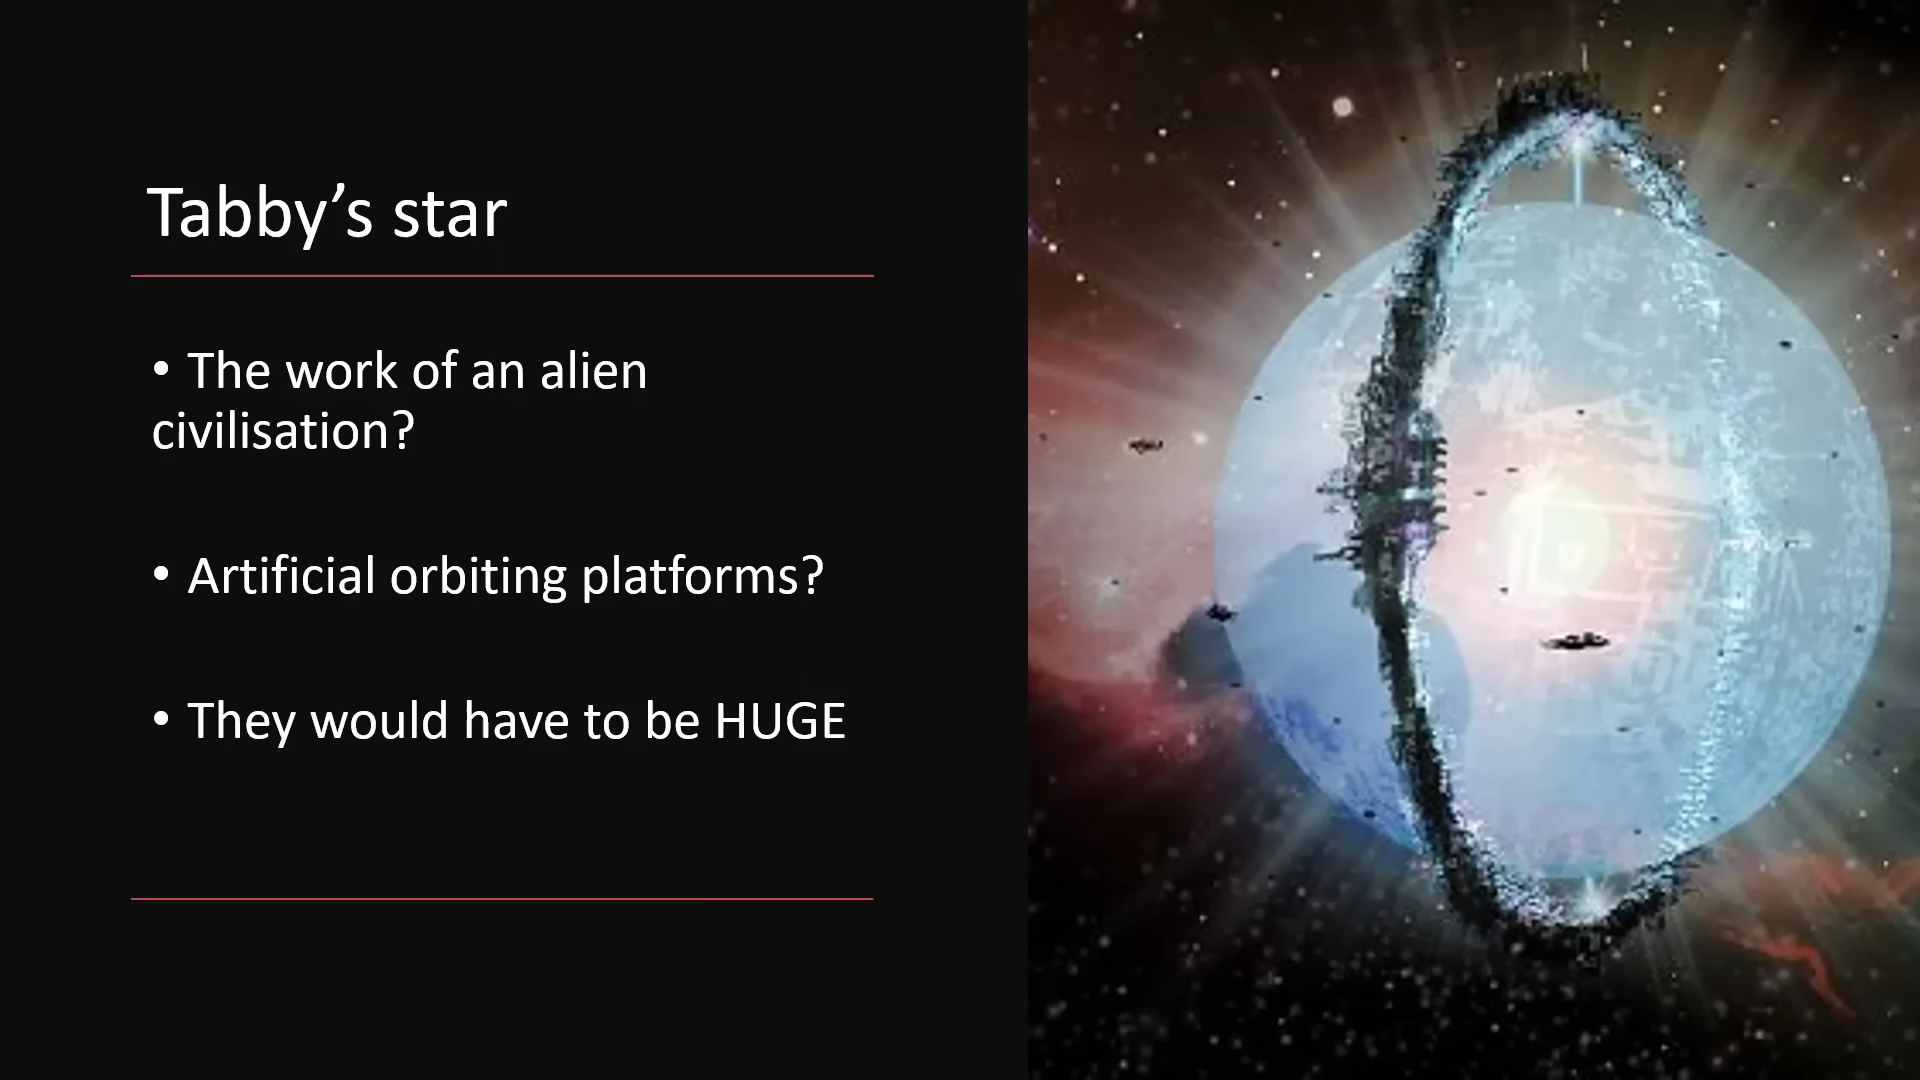 Tabby’s star
• The work of an alien
civilisation?
• Artificial orbiting platforms?
• They would have to be HUGE